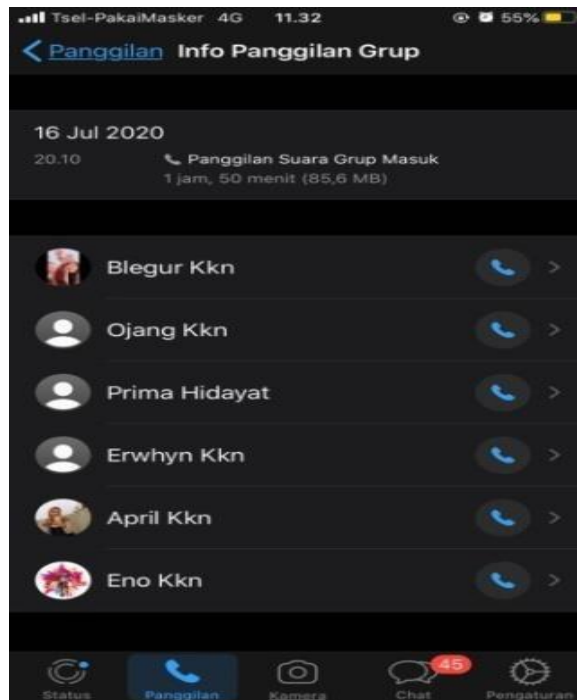 Tsel-PakaiMasker 4G 11.32 55%
Panggilan Info Panggilan Grup
16 Jul 2020
20.10 Panggilan Suara Grup Masuk
1 jam, 50 menit (85,6 MB)
Blegur Kkn
Ojang Kkn
Prima Hidayat
Erwhyn Kkn
April Kkn
Eno Kkn
45
Status Panggilan Kamera Chat Pengaturan